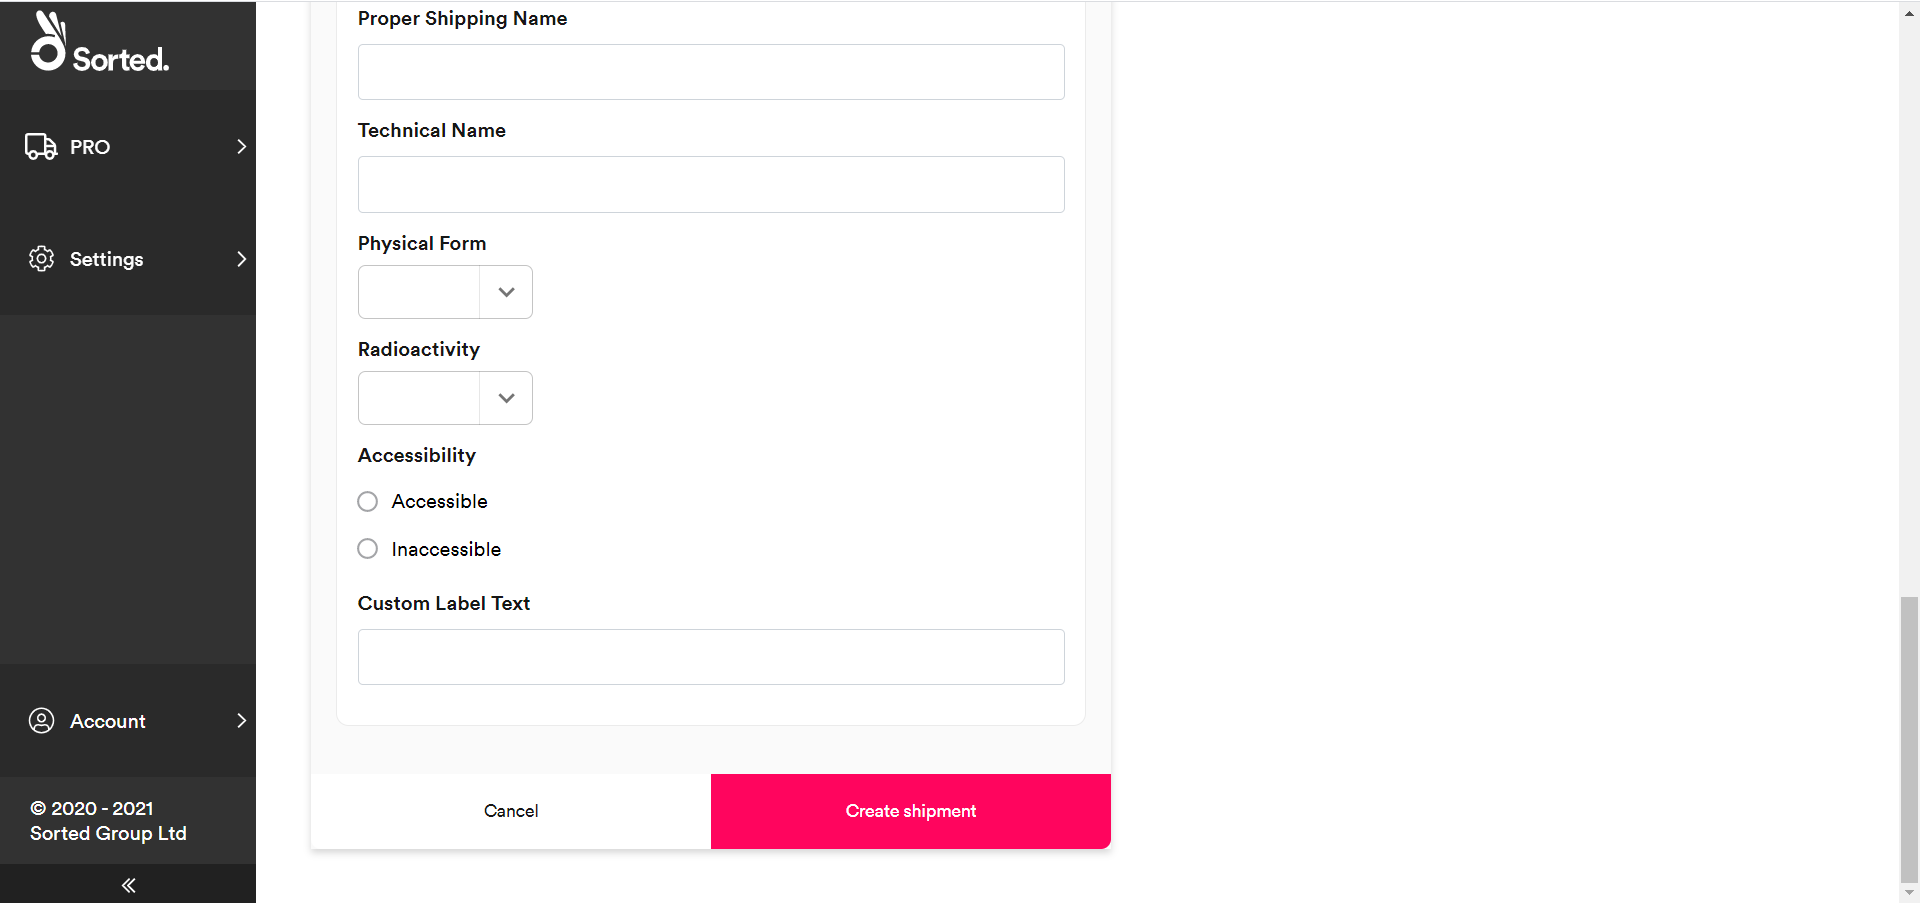 Sorted.
PRO
Settings
Account
© 2020 - 2021
Sorted Group Ltd
Proper Shipping Name
Technical Name
Physical Form
Radioactivity
Accessibility
Accessible
Inaccessible
Custom Label Text
Cancel
Create shipment